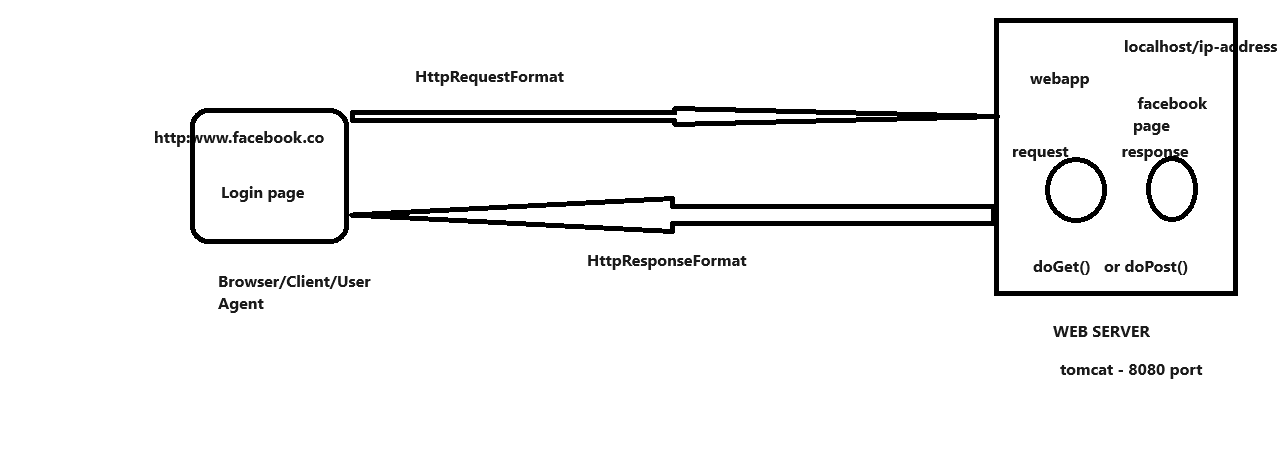 localhost/ip-address
HttpRequestFormat
webapp
facebook
page
http:www.facebook.co
request
response
Login page
HttpResponseFormat
doGet() or doPost()
Browser/Client/User
Agent
WEB SERVER
tomcat - 8080 port